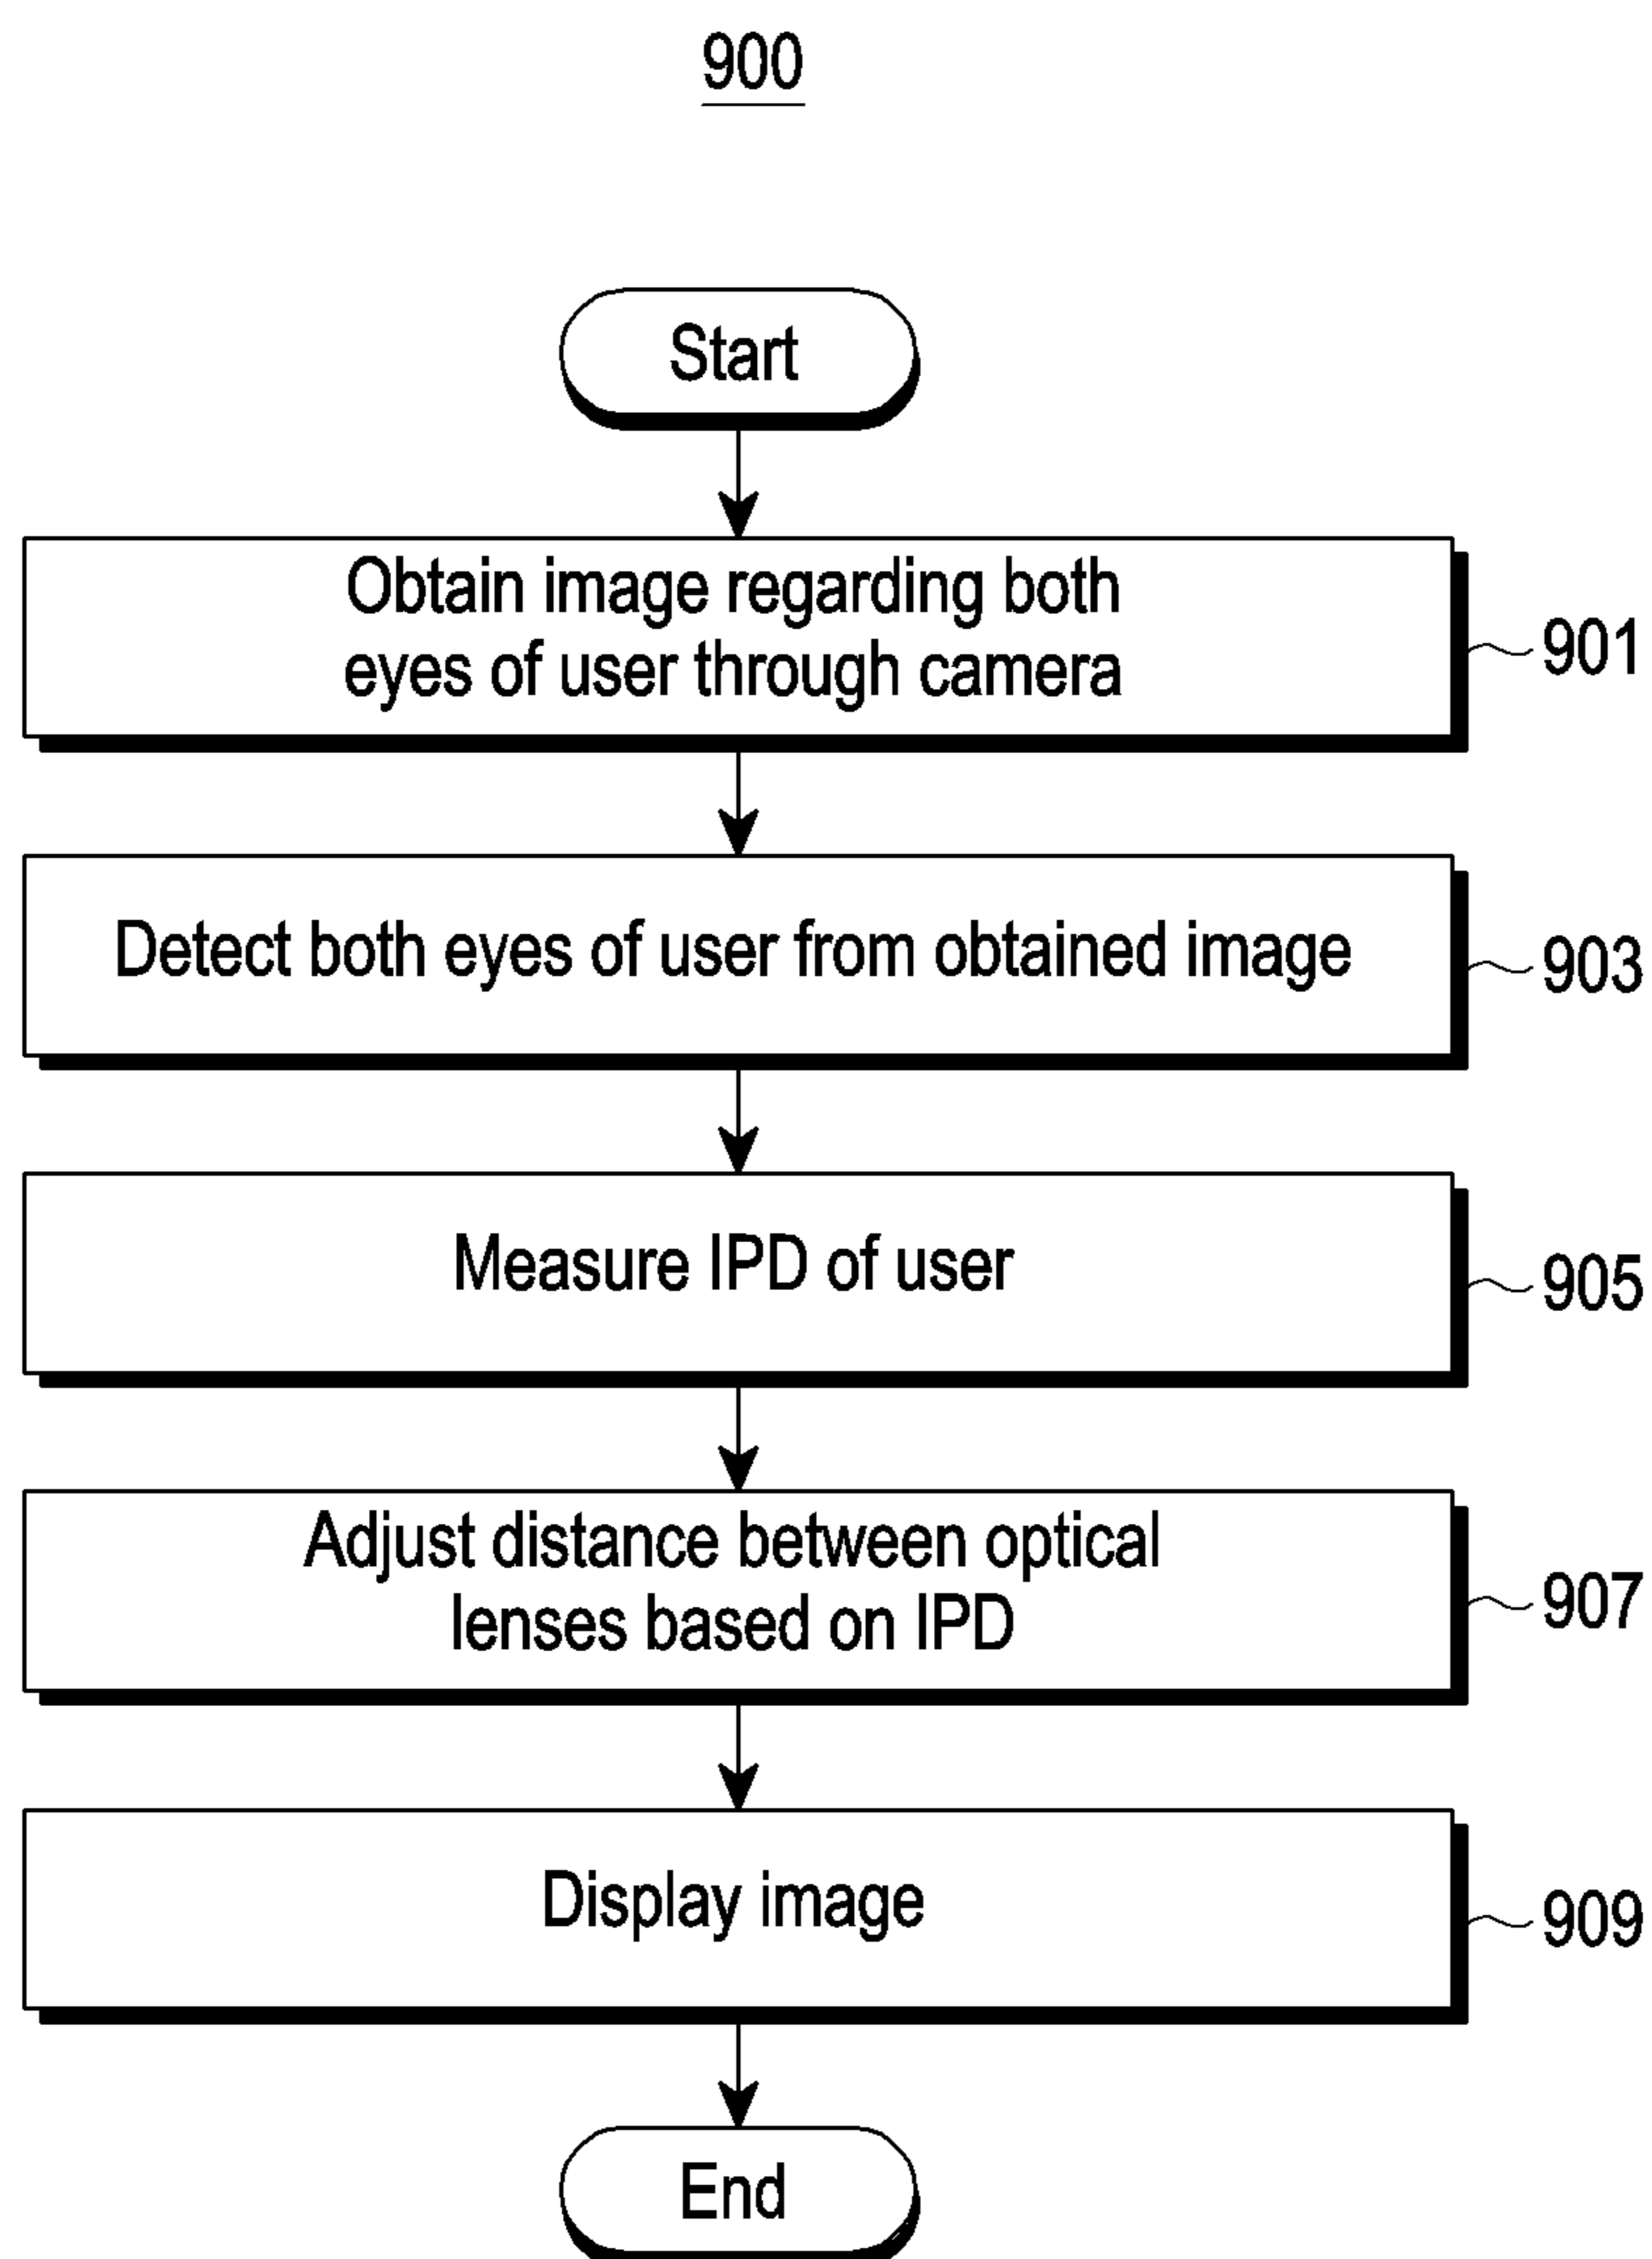 900
Start
Obtain image regarding both
eyes of user through camera
901
Detect both eyes of user from obtained image
903
Measure IPD of user
905
Adjust distance between optical
lenses based on IPD
907
Display image
909
End